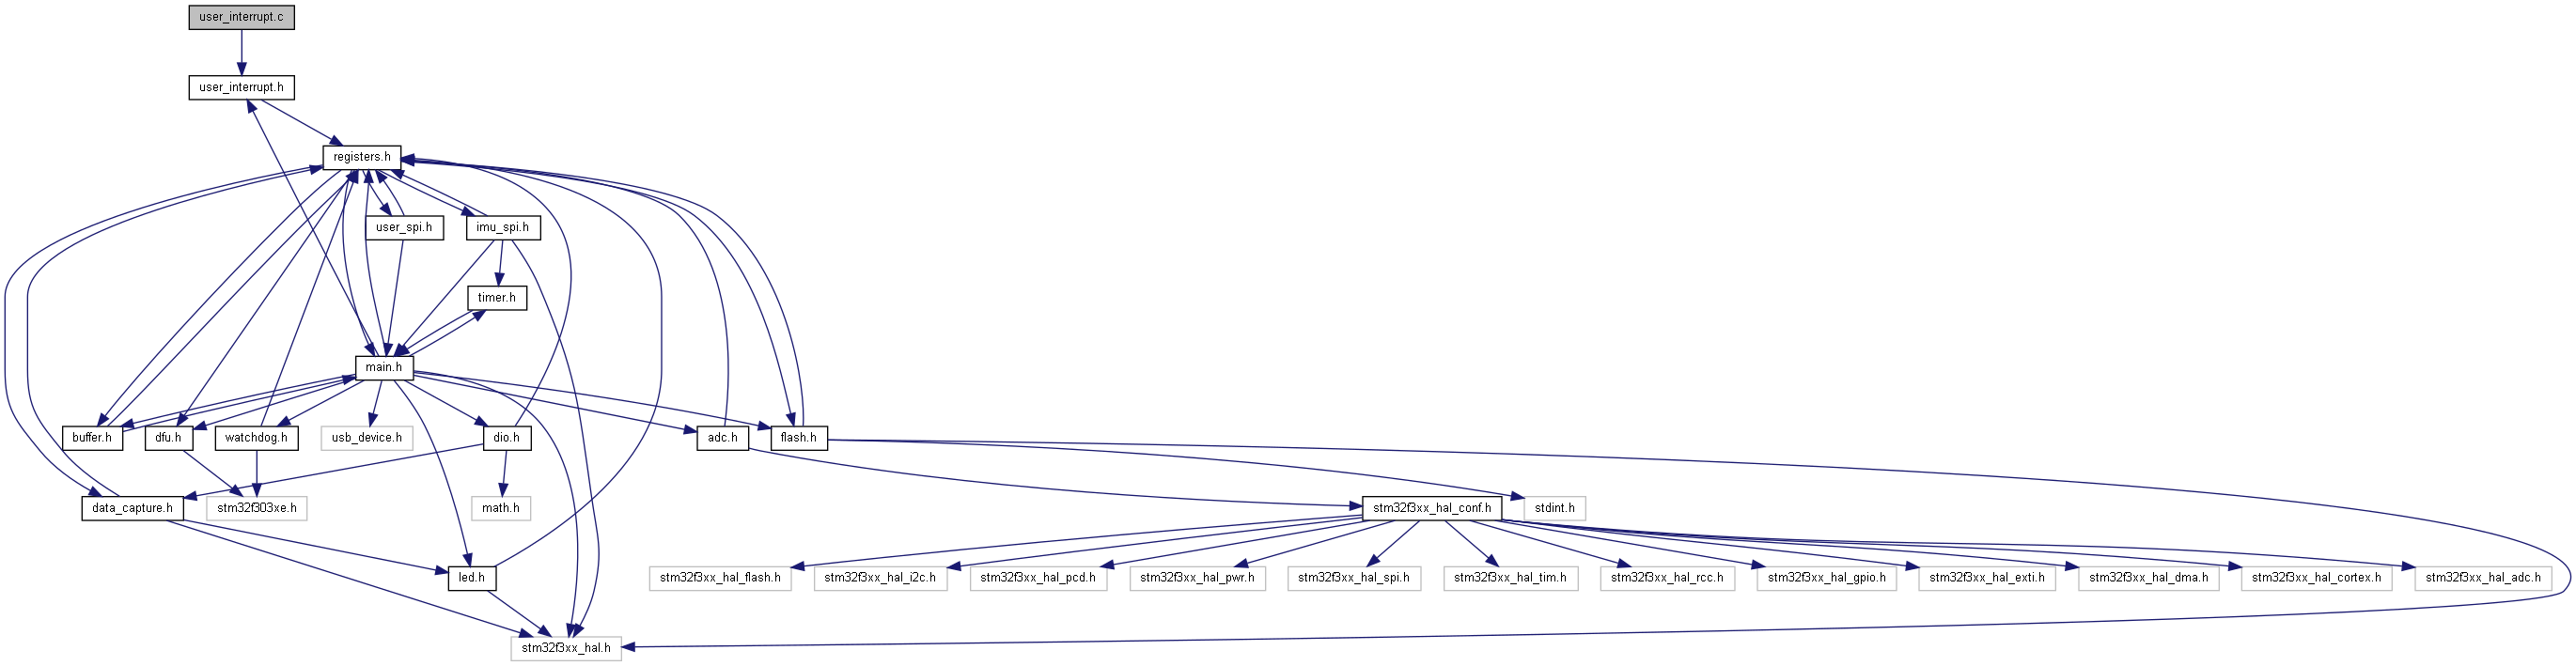 user_interrupt.c
user_interrupt.h
registers.h
user_spi.h
imu_spi.h
timer.h
main.h
buffer.h
dfu.h
watchdog.h
usb_device.h
dio.h
adc.h
flash.h
data_capture.h
stm32f303xe.h
math.h
stm32f3xx_hal_conf.h
stdint.h
led.h
stm32f3xx_hal_flash.h
stm32f3xx_hal_i2c.h
stm32f3xx_hal_pcd.h
stm32f3xx_hal_pwr.h
stm32f3xx_hal_spi.h
stm32f3xx_hal_tim.h
stm32f3xx_hal_rcc.h
stm32f3xx_hal_gpio.h
stm32f3xx_hal_exti.h
stm32f3xx_hal_dma.h
stm32f3xx_hal_cortex.h
stm32f3xx_hal_adc.h
stm32f3xx_hal.h